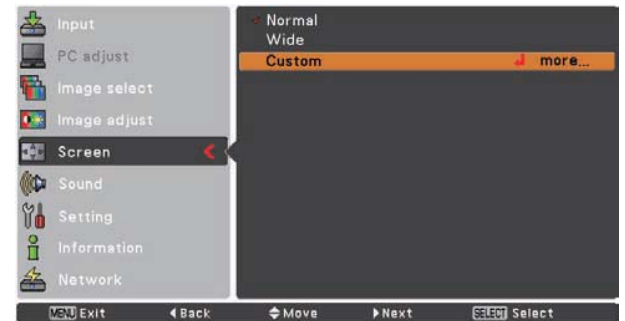 Input
PC adjust
Image select
Image adjust
Screen
Sound
Setting
Information
Network
Normal
Wide
Custom more...
MENU Exit Back Move Next SELECT Select